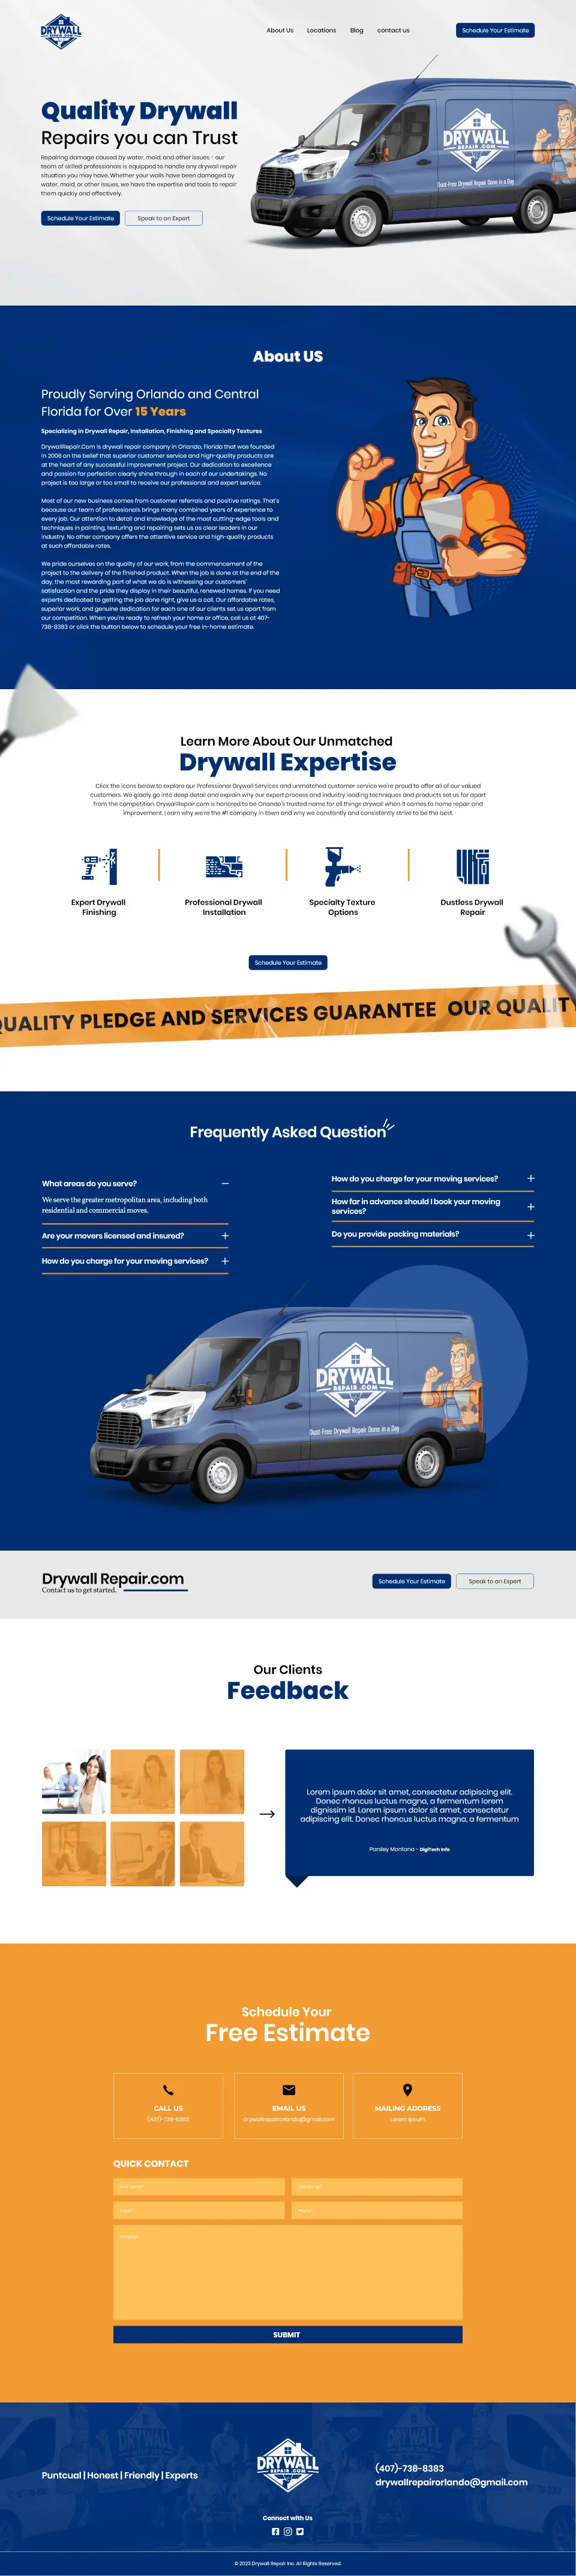 DRYWALL
REPAIR.COM
About Us
Locations
Blog
contact us
Schedule Your Estimate
Quality Drywall
Repairs you can Trust
Repairing damage caused by water, mold, and other issues - our
team of skilled professionals is equipped to handle any drywall repair
situation you may have. Whether your walls have been damaged by
water, mold, or other issues, we have the expertise and tools to repair
them quickly and effectively.
Schedule Your Estimate
Speak to an Expert
DRYWALL
REPAIR.COM
Dust-Free Drywall Repair Done in a Day
About US
Proudly Serving Orlando and Central
Florida for Over 15 Years
Specializing in Drywall Repair, Installation, Finishing and Specialty Textures
DrywallRepair.Com is drywall repair company in Orlando, Florida that was founded
in 2006 on the belief that superior customer service and high-quality products are
at the heart of any successful improvement project. Our dedication to excellence
and passion for perfection clearly shine through in each of our undertakings. No
project is too large or too small to receive our professional and expert service.
Most of our new business comes from customer referrals and positive ratings. That's
because our team of professionals brings many combined years of experience to
every job. Our attention to detail and knowledge of the most cutting-edge tools and
techniques in painting, texturing and repairing sets us as clear leaders in our
industry. No other company offers the attentive service and high-quality products
at such affordable rates.
We pride ourselves on the quality of our work, from the commencement of the
project to the delivery of the finished product. When the job is done at the end of the
day, the most rewarding part of what we do is witnessing our customers'
satisfaction and the pride they display in their beautiful, renewed homes. If you need
experts dedicated to getting the job done right, give us a call. Our affordable rates,
superior work, and genuine dedication for each one of our clients set us apart from
our competition. When you're ready to refresh your home or office, call us at 407-
738-8383 or click the button below to schedule your free in-home estimate.
Learn More About Our Unmatched
Drywall Expertise
Click the icons below to explore our Professional Drywall Services and unmatched customer service we're proud to offer all of our valued
customers. We gladly go into deep detail and explain why our expert process and industry leading techniques and products set us far apart
from the competition. DrywallRepair.com is honored to be Orlando's trusted name for all things drywall when it comes to home repair and
improvement. Learn why we're the #1 company in town and why we constantly and consistently strive to be the best.
Expert Drywall
Finishing
Professional Drywall
Installation
Specialty Texture
Options
Dustless Drywall
Repair
Schedule Your Estimate
QUALITY PLEDGE AND SERVICES GUARANTEE OUR QUALITY
Frequently Asked Question
What areas do you serve?
We serve the greater metropolitan area, including both
residential and commercial moves.
Are your movers licensed and insured?
How do you charge for your moving services?
How do you charge for your moving services?
How far in advance should I book your moving
services?
Do you provide packing materials?
DRYWALL
REPAIR.COM
Dust-Free Drywall Repair Done in a Day
Drywall Repair.com
Contact us to get started.
Schedule Your Estimate
Speak to an Expert
Our Clients
Feedback
Lorem ipsum dolor sit amet, consectetur adipiscing elit.
Donec rhoncus luctus magna, a fermentum lorem
dignissim id. Lorem ipsum dolor sit amet, consectetur
adipiscing elit. Donec rhoncus luctus magna, a fermentum
Parsley Montana - DigiTech Info
Schedule Your
Free Estimate
CALL US
(407)-738-8383
EMAIL US
drywallrepairorlando@gmail.com
MAILING ADDRESS
Lorem Ipsum
QUICK CONTACT
SUBMIT
Puntcual | Honest | Friendly | Experts
DRYWALL
REPAIR.COM
(407)-738-8383
drywallrepairorlando@gmail.com
Connect with Us
© 2023 Drywall Repair Inc. All Rights Reserved.